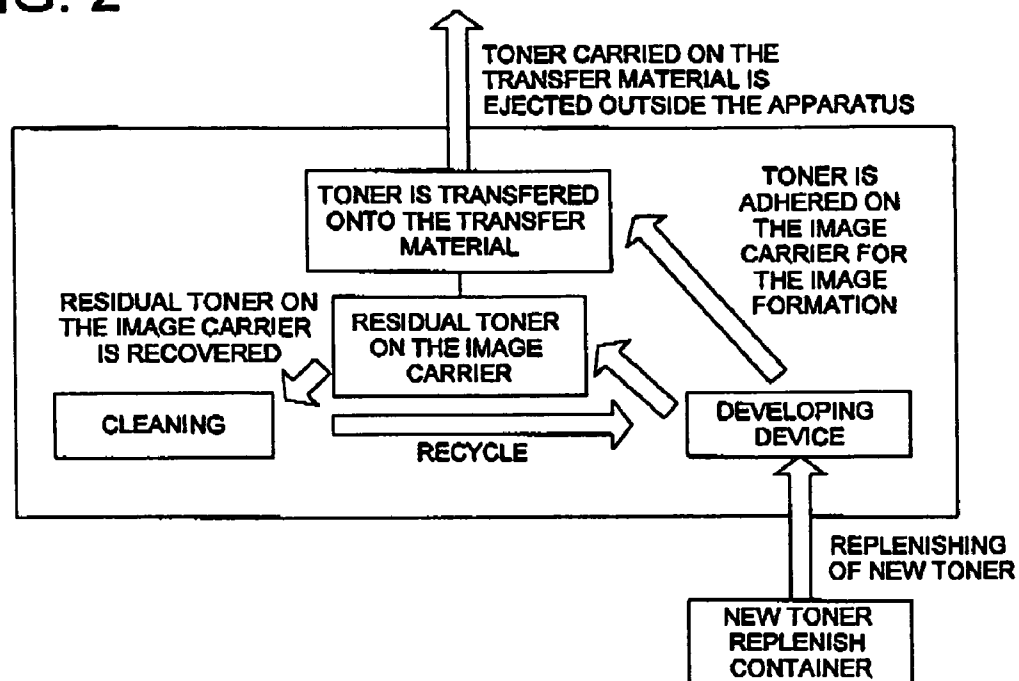 FIG. 2
TONER CARRIED ON THE
TRANSFER MATERIAL IS
EJECTED OUTSIDE THE APPARATUS
TONER IS TRANSFERED
ONTO THE TRANSFER
MATERIAL
TONER IS
ADHERED ON
THE IMAGE
CARRIER FOR
THE IMAGE
FORMATION
RESIDUAL TONER ON
THE IMAGE CARRIER
IS RECOVERED
RESIDUAL TONER
ON THE IMAGE
CARRIER
CLEANING
RECYCLE
DEVELOPING
DEVICE
REPLENISHING
OF NEW TONER
NEW TONER
REPLENISH
CONTAINER